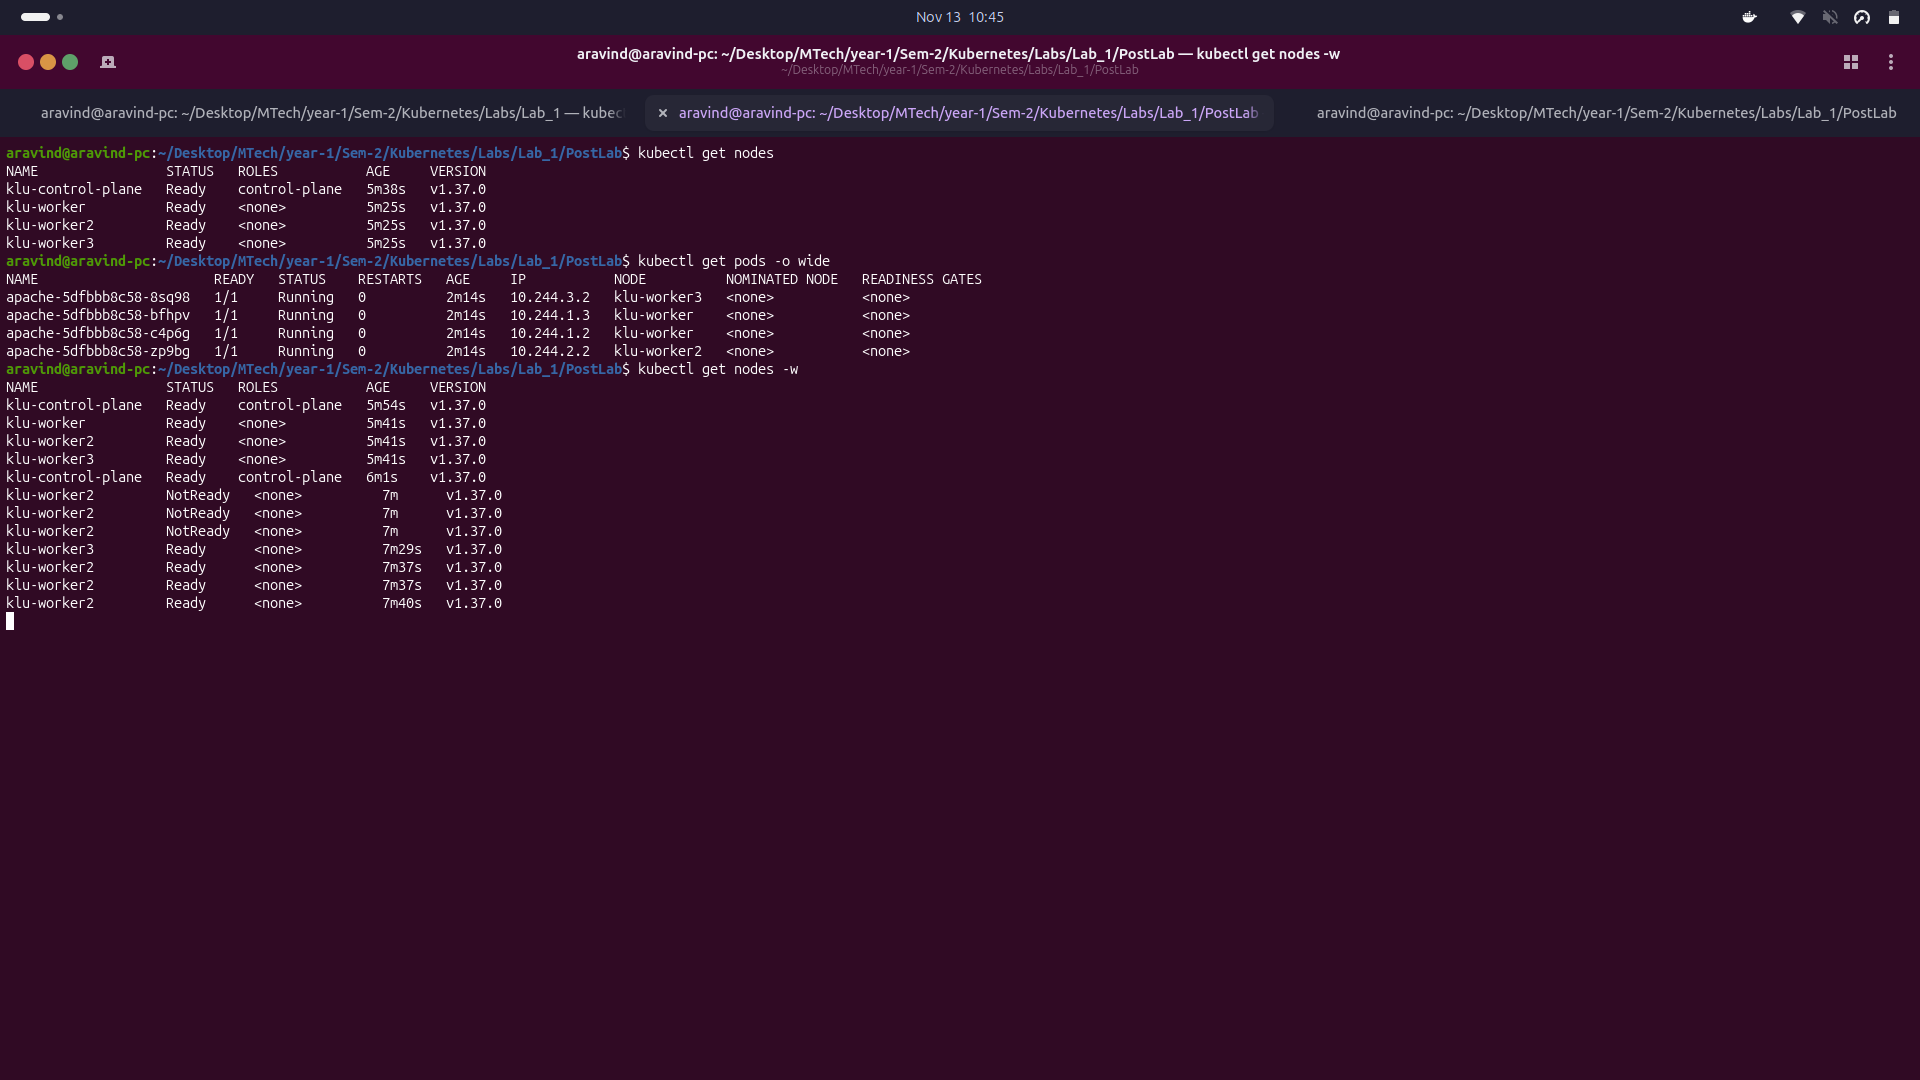 Nov 13 10:45
aravind@aravind-pc: ~/Desktop/MTech/year-1/Sem-2/Kubernetes/Labs/Lab_1/PostLab — kubectl get nodes -w
~/Desktop/MTech/year-1/Sem-2/Kubernetes/Labs/Lab_1/PostLab
aravind@aravind-pc: ~/Desktop/MTech/year-1/Sem-2/Kubernetes/Labs/Lab_1 — kubec
× aravind@aravind-pc: ~/Desktop/MTech/year-1/Sem-2/Kubernetes/Labs/Lab_1/PostLab
aravind@aravind-pc: ~/Desktop/MTech/year-1/Sem-2/Kubernetes/Labs/Lab_1/PostLab
aravind@aravind-pc:~/Desktop/MTech/year-1/Sem-2/Kubernetes/Labs/Lab_1/PostLab$ kubectl get nodes
NAME                STATUS   ROLES           AGE     VERSION
klu-control-plane   Ready    control-plane   5m38s   v1.37.0
klu-worker          Ready    <none>          5m25s   v1.37.0
klu-worker2         Ready    <none>          5m25s   v1.37.0
klu-worker3         Ready    <none>          5m25s   v1.37.0
aravind@aravind-pc:~/Desktop/MTech/year-1/Sem-2/Kubernetes/Labs/Lab_1/PostLab$ kubectl get pods -o wide
NAME                      READY   STATUS    RESTARTS   AGE     IP           NODE          NOMINATED NODE   READINESS GATES
apache-5dfbbb8c58-8sq98   1/1     Running   0          2m14s   10.244.3.2   klu-worker3   <none>           <none>
apache-5dfbbb8c58-bfhpv   1/1     Running   0          2m14s   10.244.1.3   klu-worker    <none>           <none>
apache-5dfbbb8c58-c4p6g   1/1     Running   0          2m14s   10.244.1.2   klu-worker    <none>           <none>
apache-5dfbbb8c58-zp9bg   1/1     Running   0          2m14s   10.244.2.2   klu-worker2   <none>           <none>
aravind@aravind-pc:~/Desktop/MTech/year-1/Sem-2/Kubernetes/Labs/Lab_1/PostLab$ kubectl get nodes -w
NAME                STATUS   ROLES           AGE     VERSION
klu-control-plane   Ready    control-plane   5m54s   v1.37.0
klu-worker          Ready    <none>          5m41s   v1.37.0
klu-worker2         Ready    <none>          5m41s   v1.37.0
klu-worker3         Ready    <none>          5m41s   v1.37.0
klu-control-plane   Ready    control-plane   6m1s    v1.37.0
klu-worker2         NotReady   <none>          7m      v1.37.0
klu-worker2         NotReady   <none>          7m      v1.37.0
klu-worker2         NotReady   <none>          7m      v1.37.0
klu-worker3         Ready      <none>          7m29s   v1.37.0
klu-worker2         Ready      <none>          7m37s   v1.37.0
klu-worker2         Ready      <none>          7m37s   v1.37.0
klu-worker2         Ready      <none>          7m40s   v1.37.0